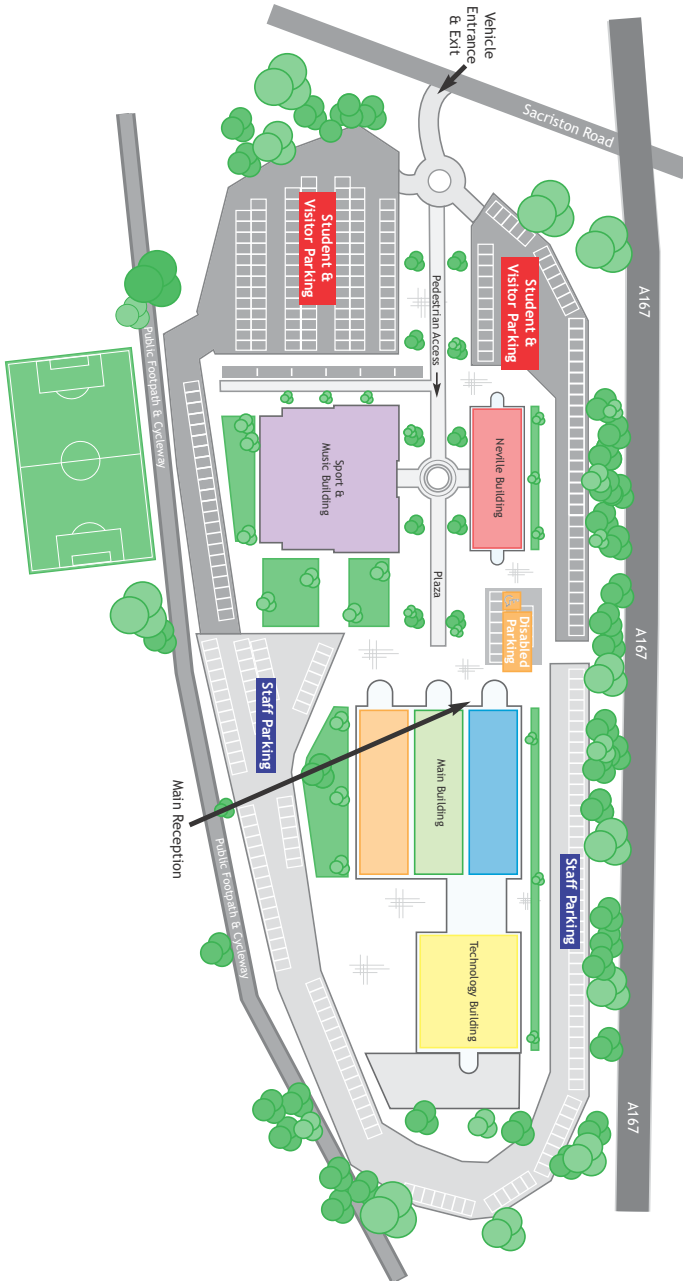 Vehicle
Entrance
& Exit
Sacriston Road
A167
Student &
Visitor Parking
Student &
Visitor Parking
Pedestrian Access
Public Footpath & Cycleway
Neville Building
Sport &
Music Building
Plaza
Disabled
Parking
A167
Staff Parking
Main Building
Main Reception
Public Footpath & Cycleway
Staff Parking
Technology Building
A167